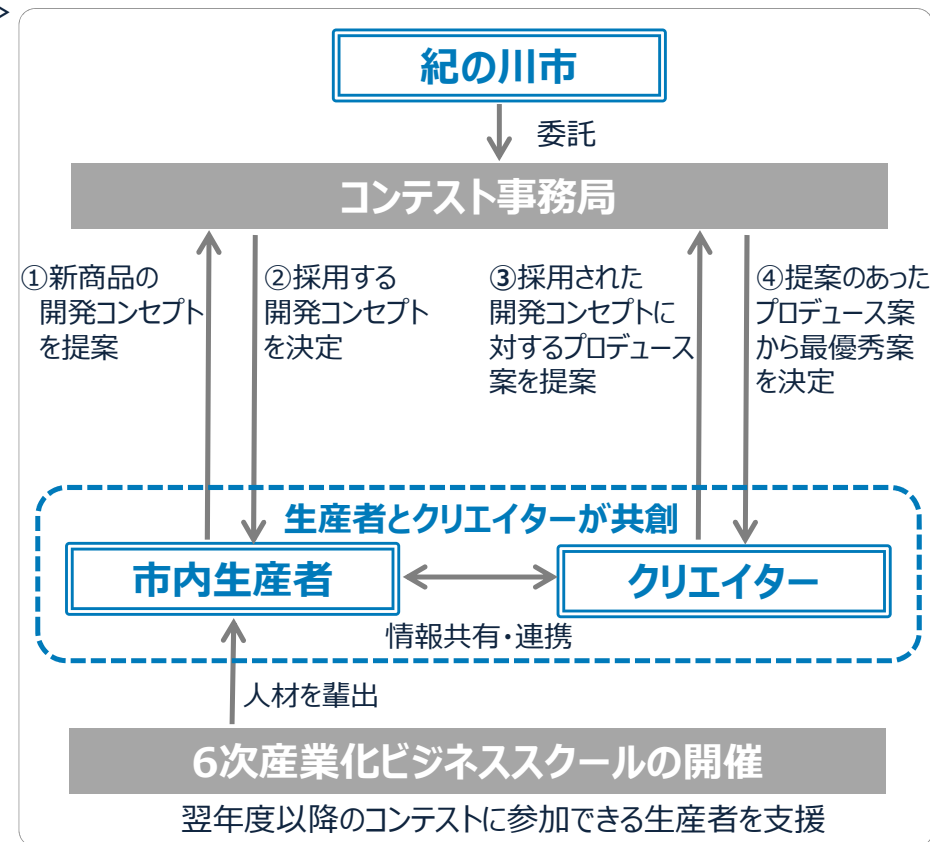 紀の川市
委託
コンテスト事務局
①新商品の
開発コンセプト
を提案
②採用する
開発コンセプト
を決定
③採用された
開発コンセプトに
対するプロデュース
案を提案
④提案のあった
プロデュース案
から最優秀案
を決定
生産者とクリエイターが共創
市内生産者
クリエイター
情報共有・連携
人材を輩出
6次産業化ビジネススクールの開催
翌年度以降のコンテストに参加できる生産者を支援